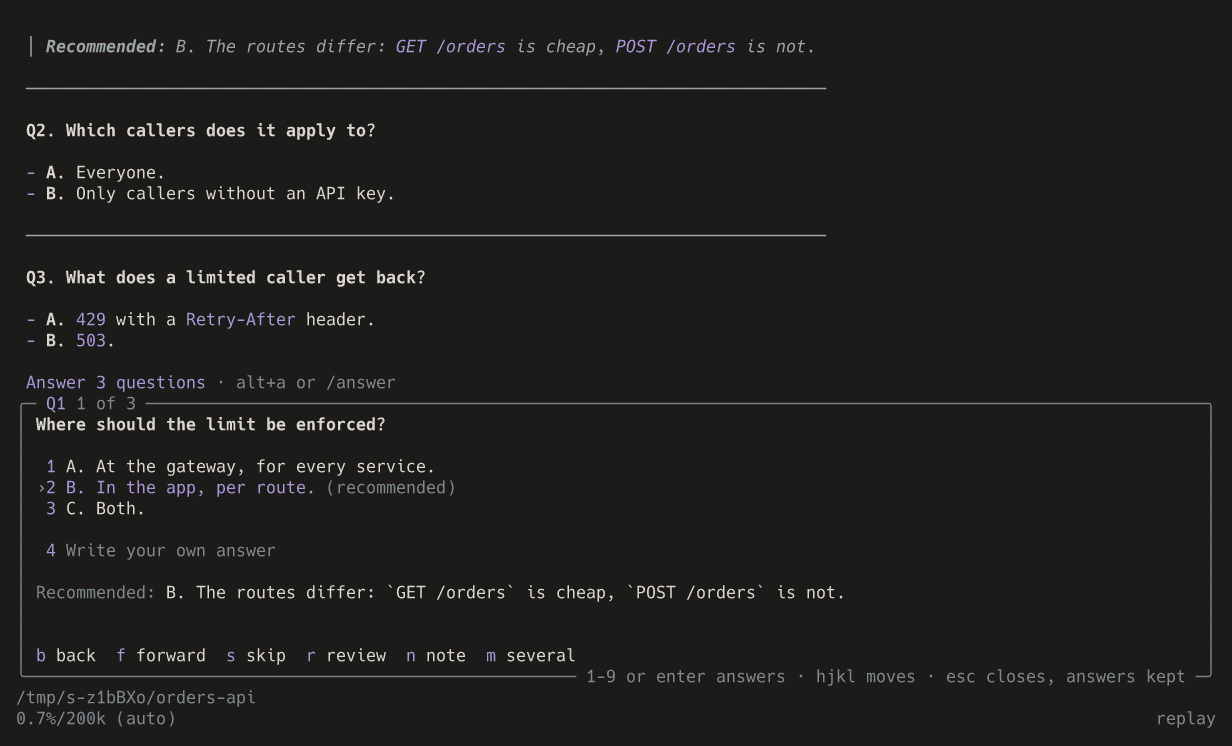 Recommended: B. The routes differ: GET /orders is cheap, POST /orders is not.
Q2. Which callers does it apply to?
- A. Everyone.
- B. Only callers without an API key.
Q3. What does a limited caller get back?
- A. 429 with a Retry-After header.
- B. 503.
Answer 3 questions · alt+a or /answer
Q1 1 of 3
Where should the limit be enforced?
1 A. At the gateway, for every service.
›2 B. In the app, per route. (recommended)
3 C. Both.
4 Write your own answer
Recommended: B. The routes differ: `GET /orders` is cheap, `POST /orders` is not.
b back f forward s skip r review n note m several
1-9 or enter answers · hjkl moves · esc closes, answers kept
/tmp/s-z1bBXo/orders-api
0.7%/200k (auto)
replay